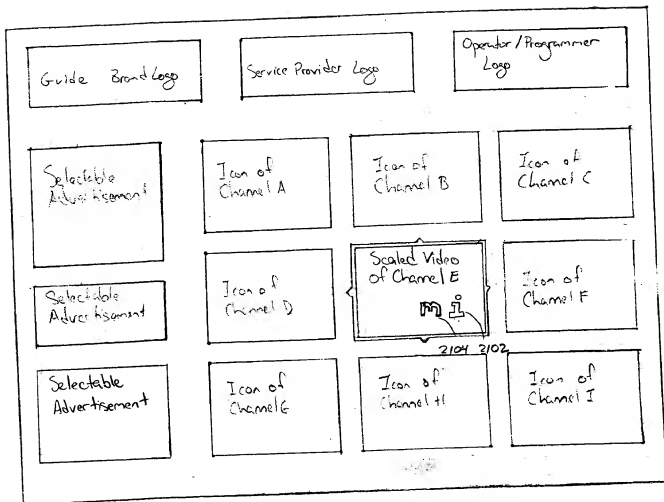 Guide Brand Logo
Service Provider Logo
Operator/Programmer
Logo
Selectable
Advertisement
Icon of
Channel A
Icon of
Channel B
Icon of
Channel C
Selectable
Advertisement
Icon of
Channel D
Scaled Video
of Channel E
m i
2104 2102
Icon of
Channel F
Selectable
Advertisement
Icon of
Channel G
Icon of
Channel H
Icon of
Channel I